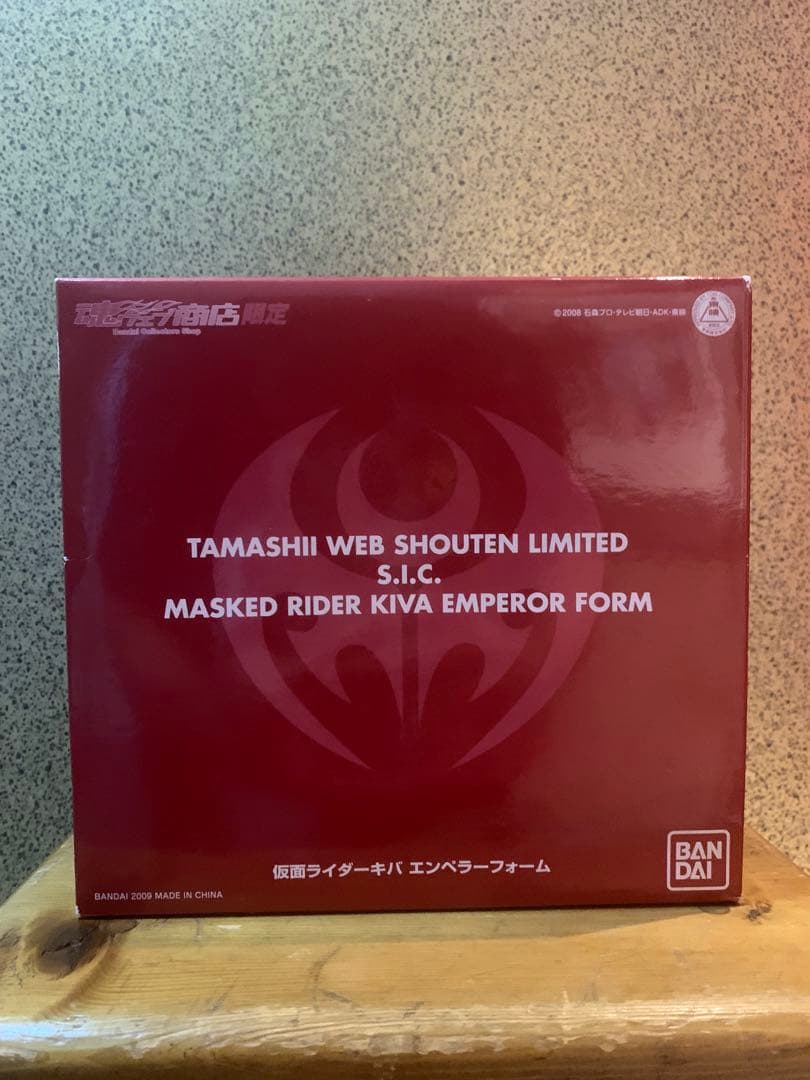 魂ウェブ商店 限定
Bandai Collectors Shop
©2008 石森プロ・テレビ朝日・ADK・東映
TAMASHII WEB SHOUTEN LIMITED
S.I.C.
MASKED RIDER KIVA EMPEROR FORM
仮面ライダーキバ エンペラーフォーム
BANDAI 2009 MADE IN CHINA
BAN
DAI